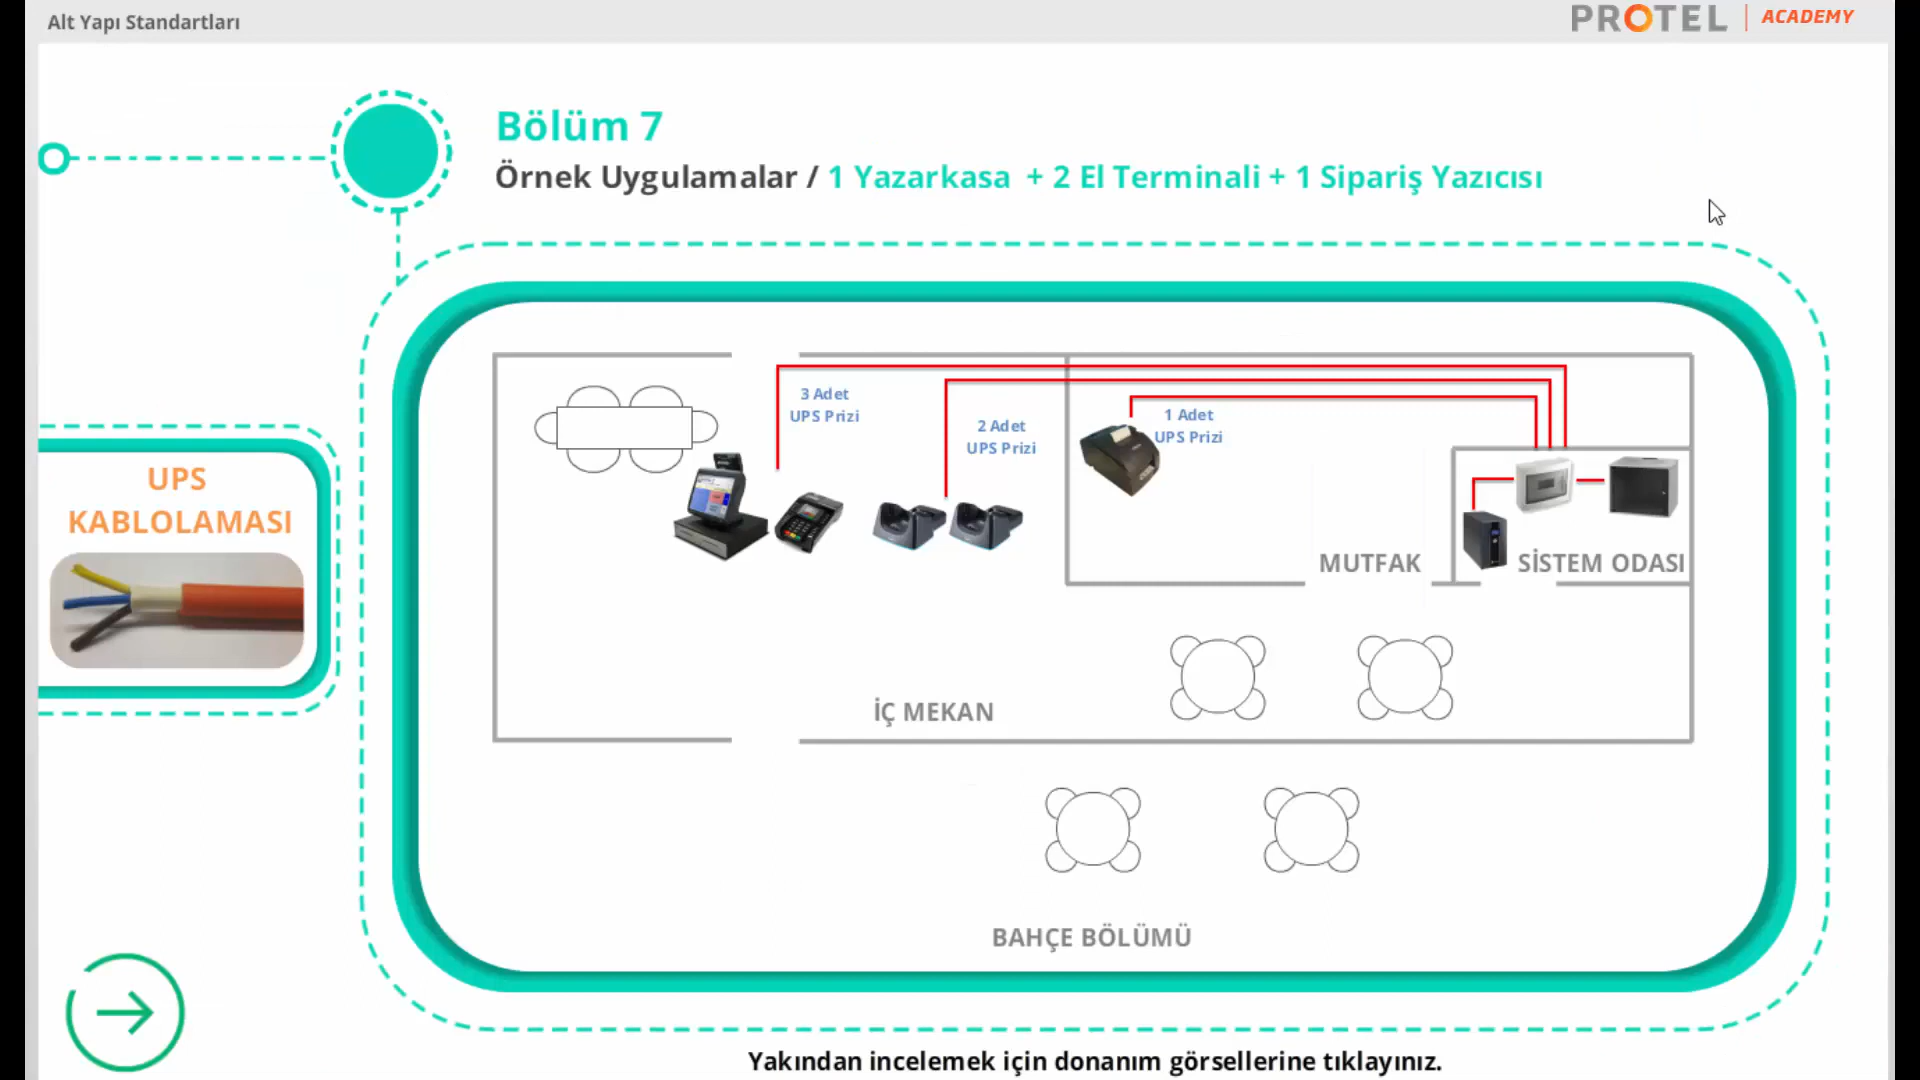 Alt Yapı Standartları
PROTEL | ACADEMY
Bölüm 7
Örnek Uygulamalar / 1 Yazarkasa + 2 El Terminali + 1 Sipariş Yazıcısı
UPS
KABLOLAMASI
3 Adet
UPS Prizi
2 Adet
UPS Prizi
1 Adet
UPS Prizi
MUTFAK
SİSTEM ODASI
İÇ MEKAN
BAHÇE BÖLÜMÜ
Yakından incelemek için donanım görsellerine tıklayınız.